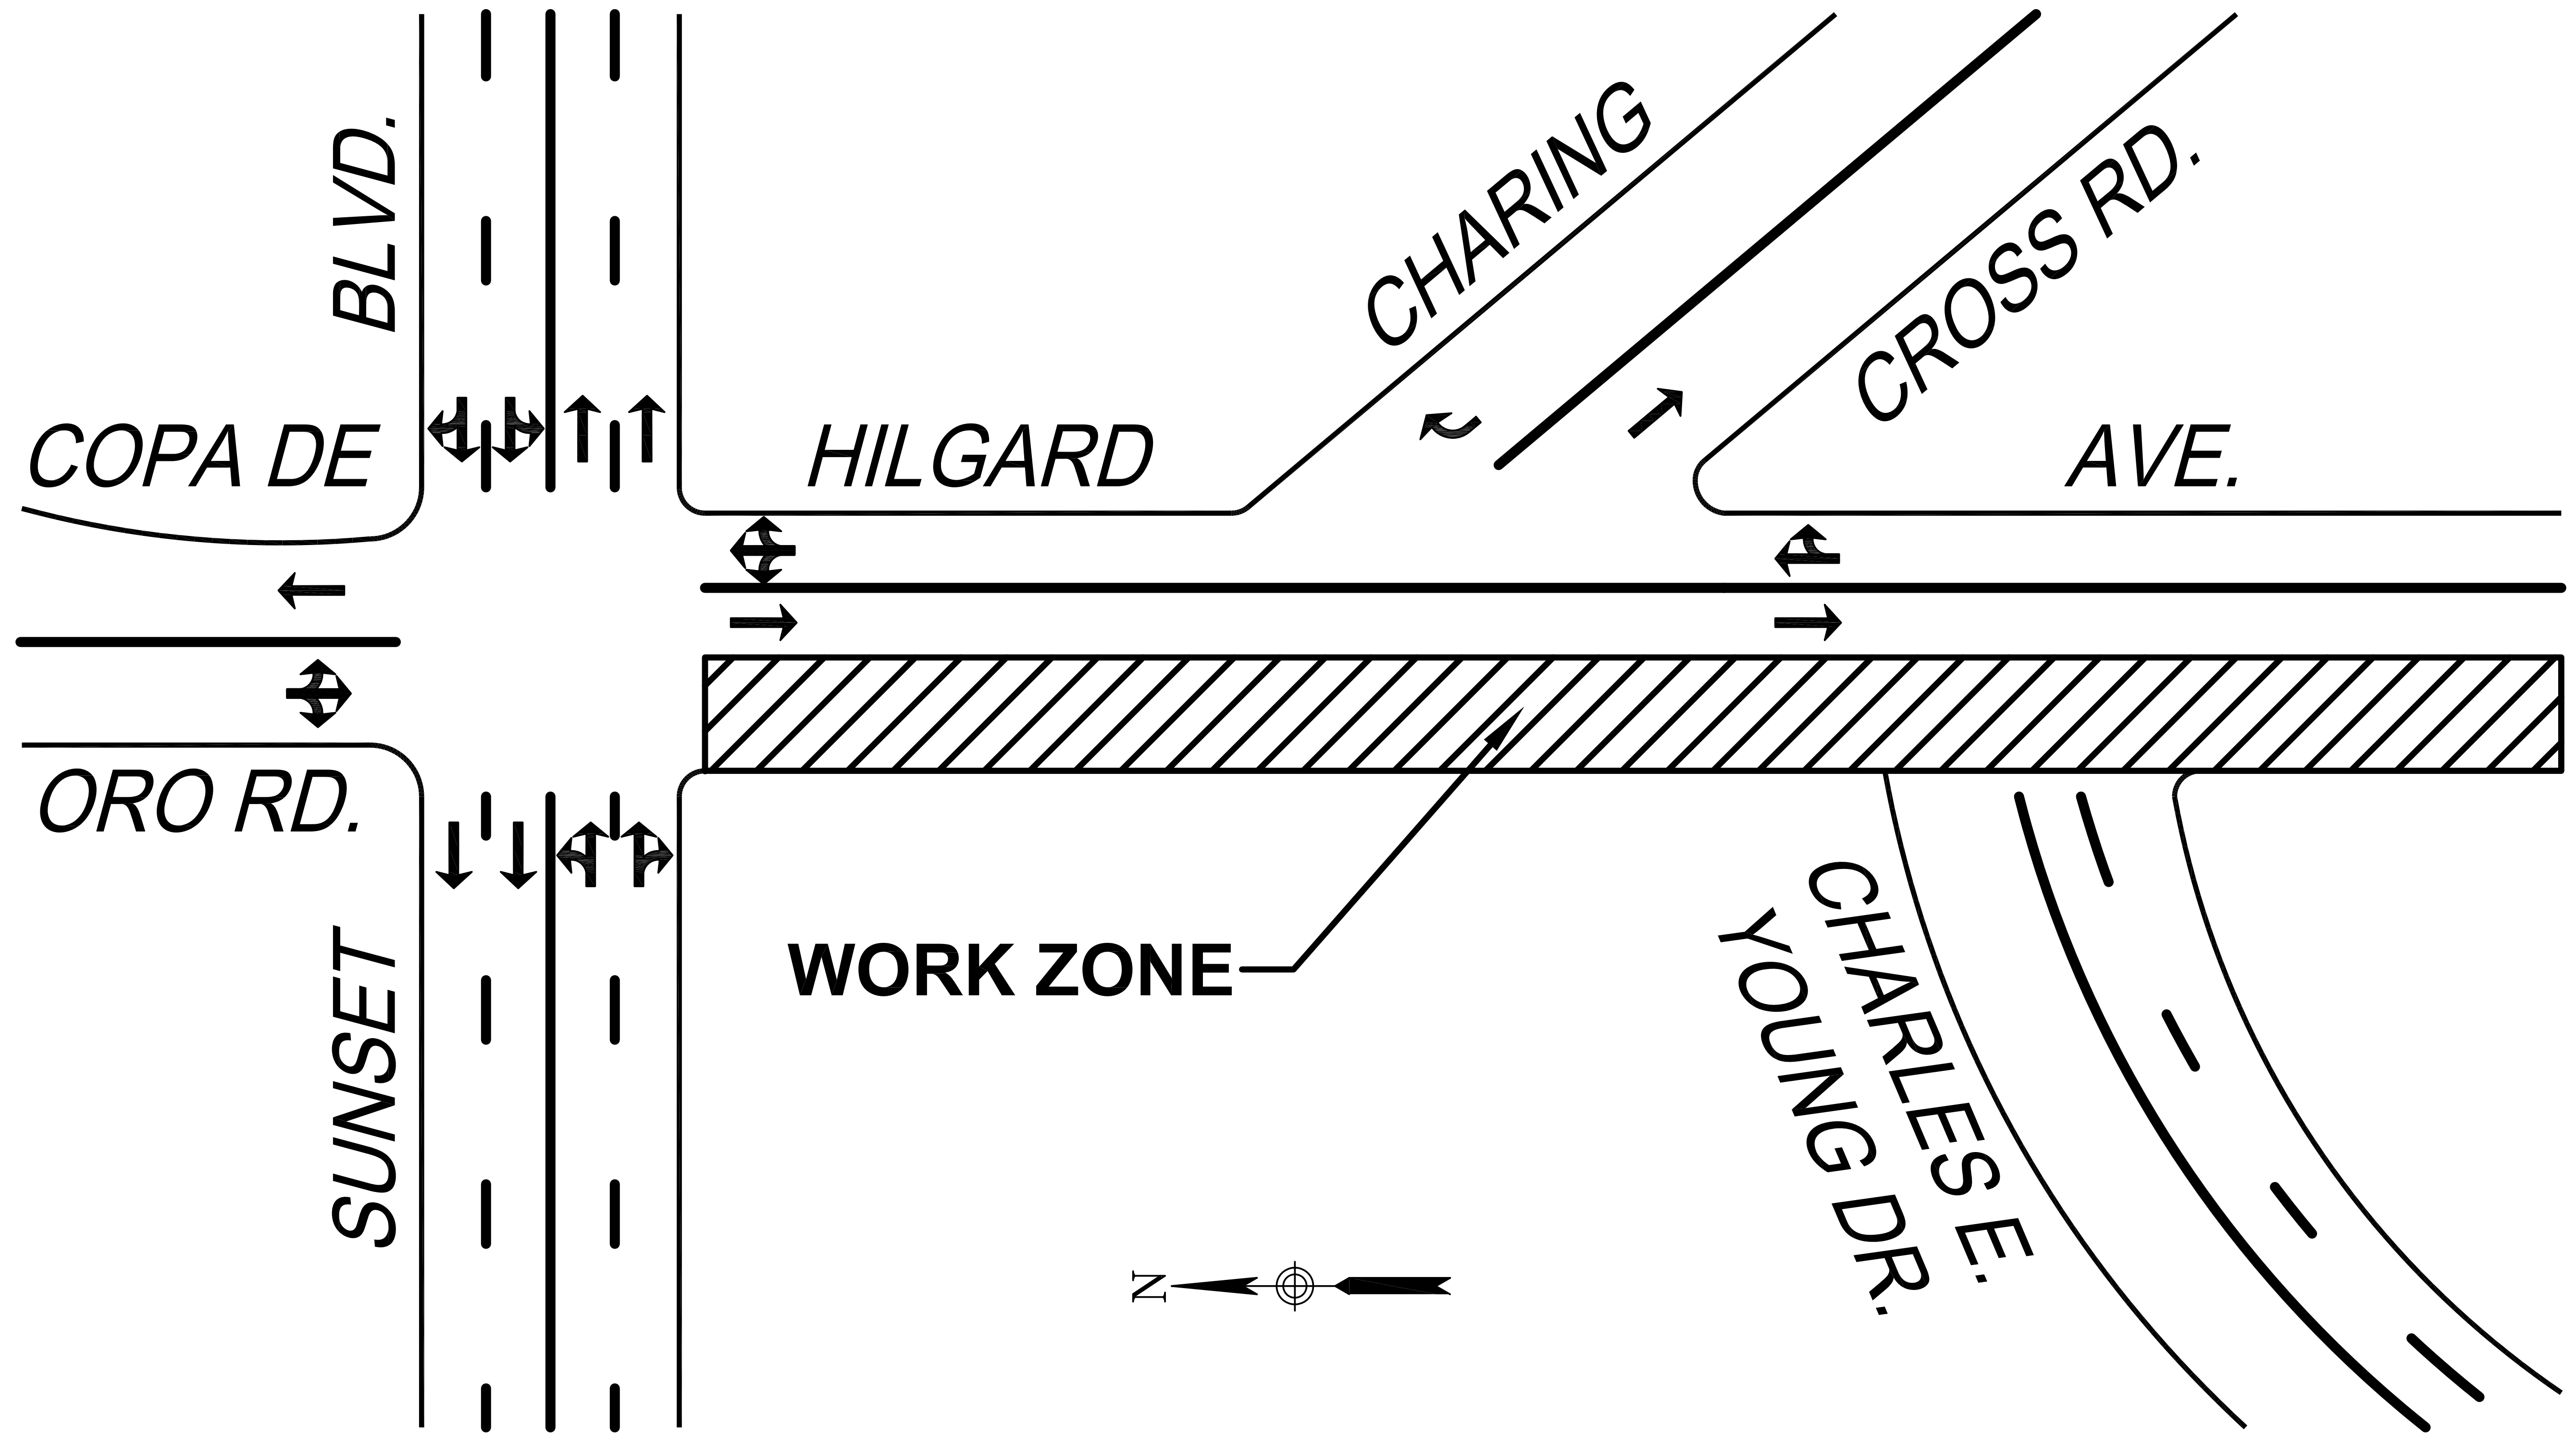 BLVD.
COPA DE
ORO RD.
SUNSET
HILGARD
AVE.
CHARING
CROSS RD.
WORK ZONE
CHARLES E.
YOUNG DR.
N